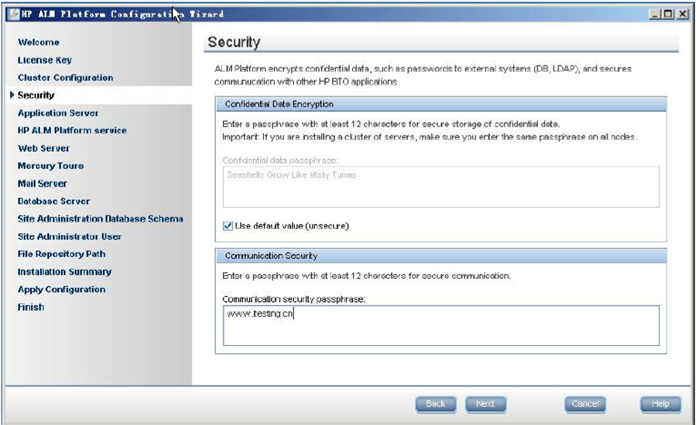 HP ALM Platform Configuration Wizard
Welcome
License Key
Cluster Configuration
Security
Application Server
HP ALM Platform service
Web Server
Mercury Tours
Mail Server
Database Server
Site Administration Database Schema
Site Administrator User
File Repository Path
Installation Summary
Apply Configuration
Finish
Security
ALM Platform encrypts confidential data, such as passwords to external systems (DB, LDAP), and secures
communucation with other HP BTO applications.
Confidential Data Encryption
Enter a passphrase with at least 12 characters for secure storage of confidential data.
Important: If you are installing a cluster of servers, make sure you enter the same passphrase on all nodes.
Confidential data passphrase:
Seashells Grow Like Misty Tunas
Use default value (unsecure)
Communication Security
Enter a passphrase with at least 12 characters for secure communication.
Communication security passphrase:
www.testing.cn
Back
Next
Cancel
Help